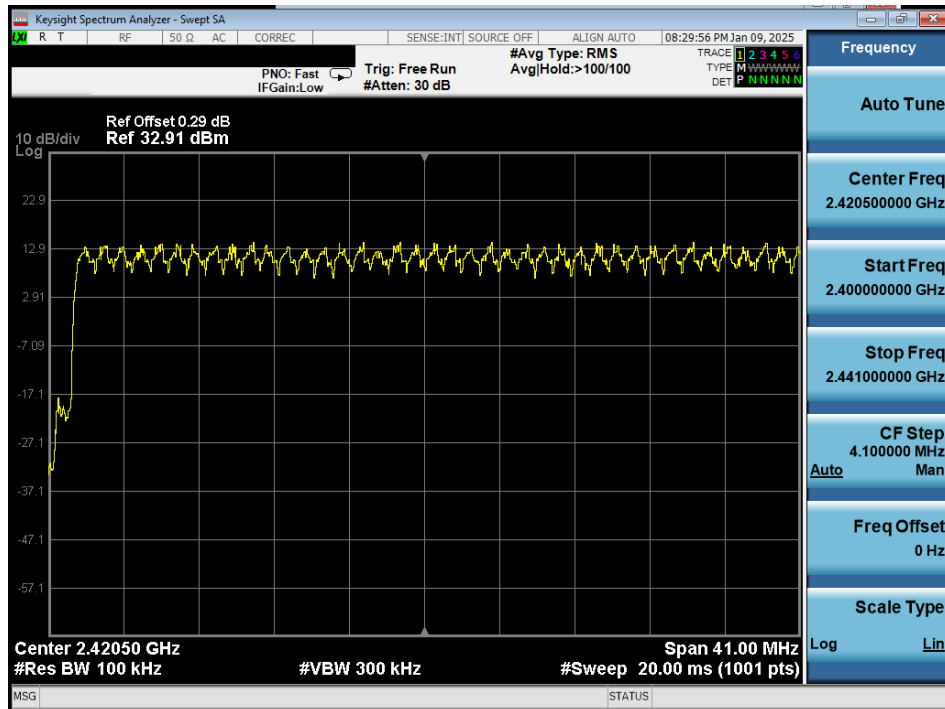 Keysight Spectrum Analyzer - Swept SA
LXI R T RF 50 Ω AC CORREC SENSE:INT SOURCE OFF ALIGN AUTO 08:29:56 PM Jan 09, 2025
PNO: Fast
IFGain:Low
Trig: Free Run
#Atten: 30 dB
#Avg Type: RMS
Avg|Hold:>100/100
TRACE 1 2 3 4 5 6
TYPE M W W W W W
DET P N N N N N
Ref Offset 0.29 dB
10 dB/div Ref 32.91 dBm
Log
22.9
12.9
2.91
-7.09
-17.1
-27.1
-37.1
-47.1
-57.1
Center 2.42050 GHz Span 41.00 MHz
#Res BW 100 kHz #VBW 300 kHz #Sweep 20.00 ms (1001 pts)
MSG STATUS
Frequency
Auto Tune
Center Freq
2.420500000 GHz
Start Freq
2.400000000 GHz
Stop Freq
2.441000000 GHz
CF Step
4.100000 MHz
Auto Man
Freq Offset
0 Hz
Scale Type
Log Lin